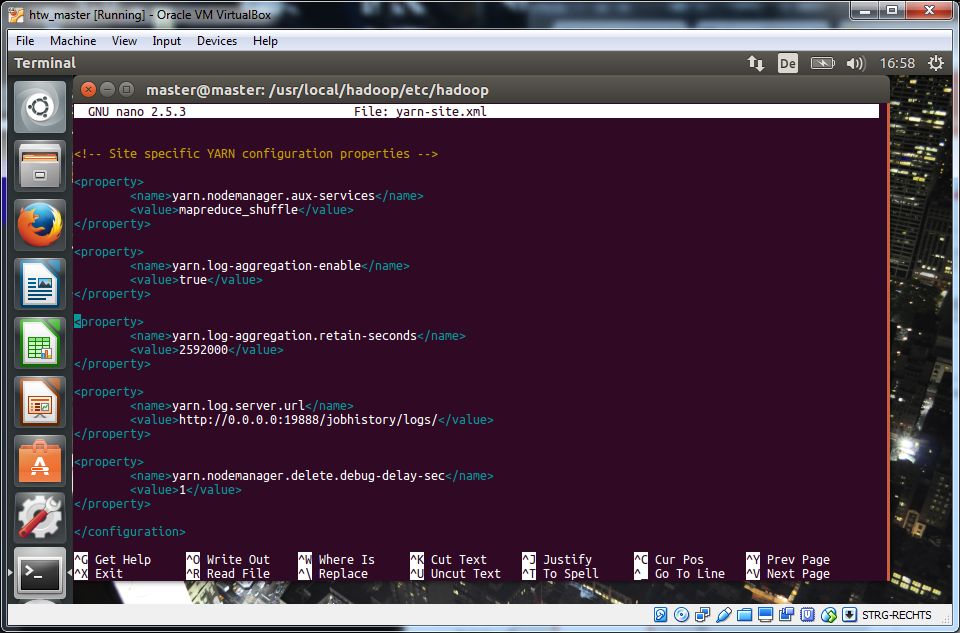 htw_master [Running] - Oracle VM VirtualBox
File Machine View Input Devices Help
Terminal De 16:58
master@master: /usr/local/hadoop/etc/hadoop
GNU nano 2.5.3 File: yarn-site.xml
<!-- Site specific YARN configuration properties -->
<property>
<name>yarn.nodemanager.aux-services</name>
<value>mapreduce_shuffle</value>
</property>
<property>
<name>yarn.log-aggregation-enable</name>
<value>true</value>
</property>
<property>
<name>yarn.log-aggregation.retain-seconds</name>
<value>2592000</value>
</property>
<property>
<name>yarn.log.server.url</name>
<value>http://0.0.0.0:19888/jobhistory/logs/</value>
</property>
<property>
<name>yarn.nodemanager.delete.debug-delay-sec</name>
<value>1</value>
</property>
</configuration>
^G Get Help ^O Write Out ^W Where Is ^K Cut Text ^J Justify ^C Cur Pos ^Y Prev Page
^X Exit ^R Read File ^\ Replace ^U Uncut Text ^T To Spell ^_ Go To Line ^V Next Page
STRG-RECHTS